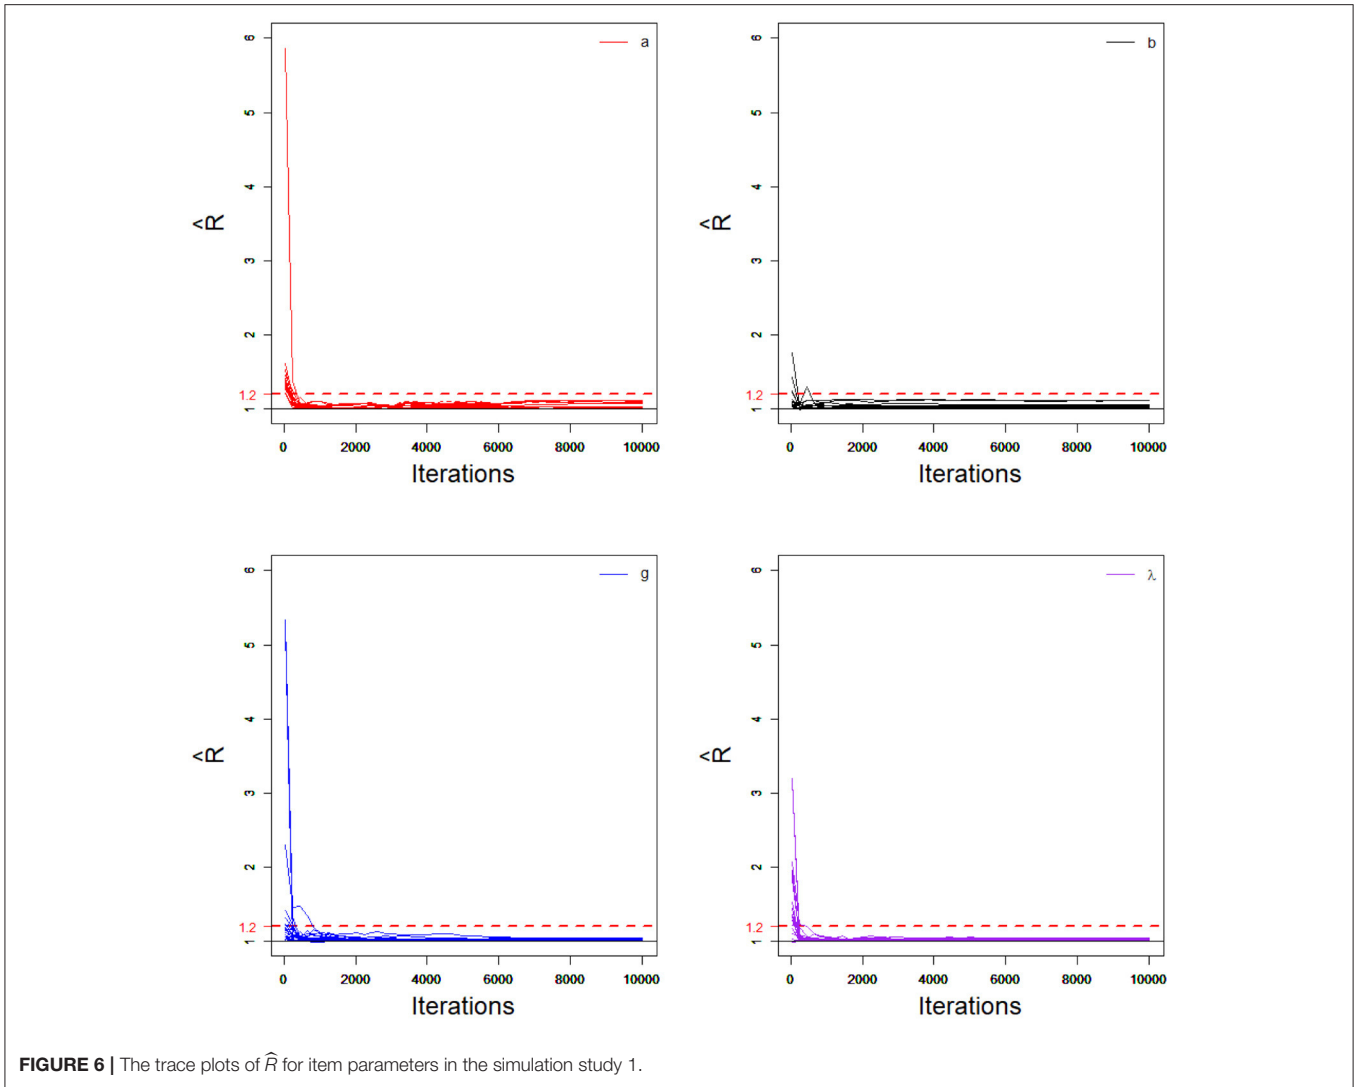 a
6
5
4
3
2
1.2
1
R̂
0 2000 4000 6000 8000 10000
Iterations
b
6
5
4
3
2
1.2
1
R̂
0 2000 4000 6000 8000 10000
Iterations
g
6
5
4
3
2
1.2
1
R̂
0 2000 4000 6000 8000 10000
Iterations
λ
6
5
4
3
2
1.2
1
R̂
0 2000 4000 6000 8000 10000
Iterations
FIGURE 6 | The trace plots of R̂ for item parameters in the simulation study 1.